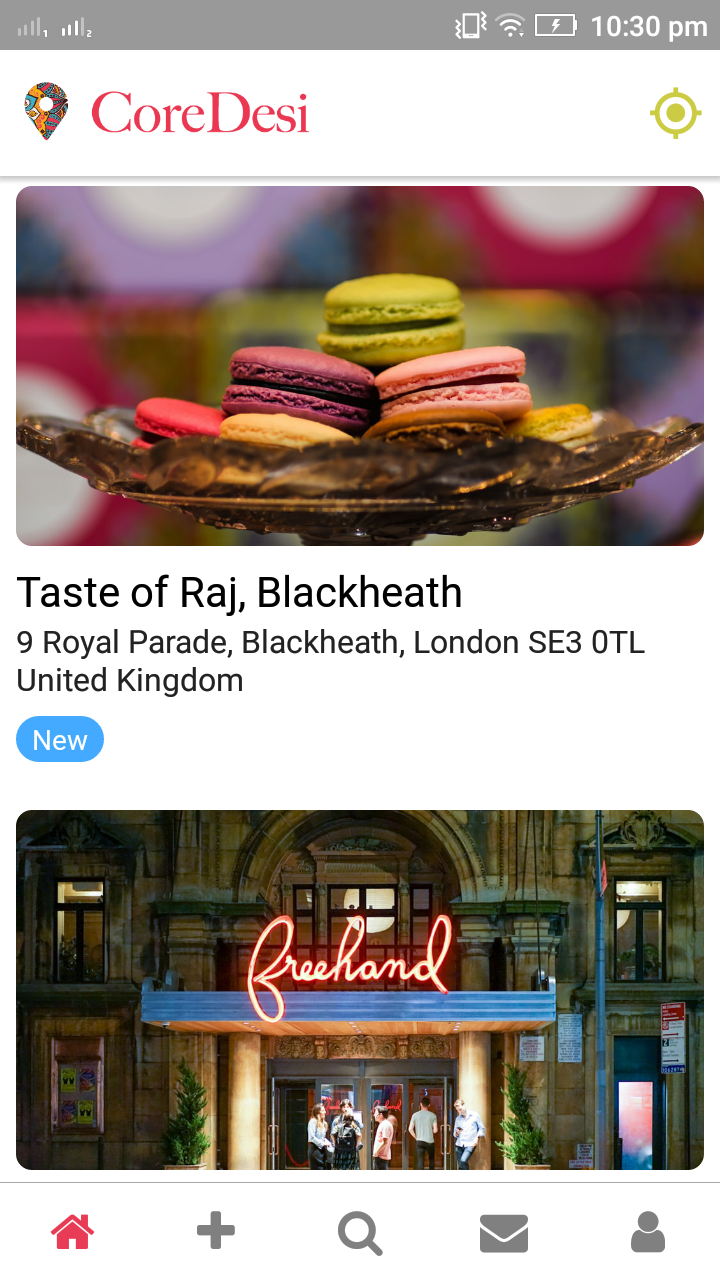 10:30 pm
CoreDesi
Taste of Raj, Blackheath
9 Royal Parade, Blackheath, London SE3 0TL
United Kingdom
New
freehand